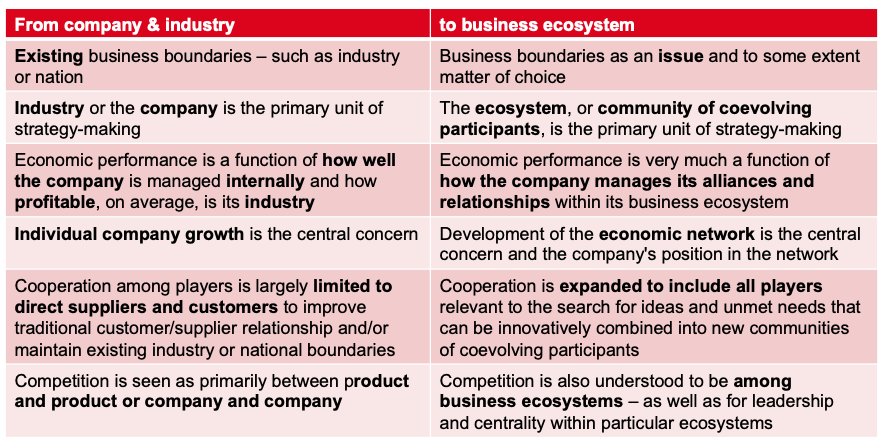 From company & industry
to business ecosystem
Existing business boundaries – such as industry
or nation
Business boundaries as an issue and to some extent
matter of choice
Industry or the company is the primary unit of
strategy-making
The ecosystem, or community of coevolving
participants, is the primary unit of strategy-making
Economic performance is a function of how well
the company is managed internally and how
profitable, on average, is its industry
Economic performance is very much a function of
how the company manages its alliances and
relationships within its business ecosystem
Individual company growth is the central concern
Development of the economic network is the central
concern and the company's position in the network
Cooperation among players is largely limited to
direct suppliers and customers to improve
traditional customer/supplier relationship and/or
maintain existing industry or national boundaries
Cooperation is expanded to include all players
relevant to the search for ideas and unmet needs that
can be innovatively combined into new communities
of coevolving participants
Competition is seen as primarily between product
and product or company and company
Competition is also understood to be among
business ecosystems – as well as for leadership
and centrality within particular ecosystems